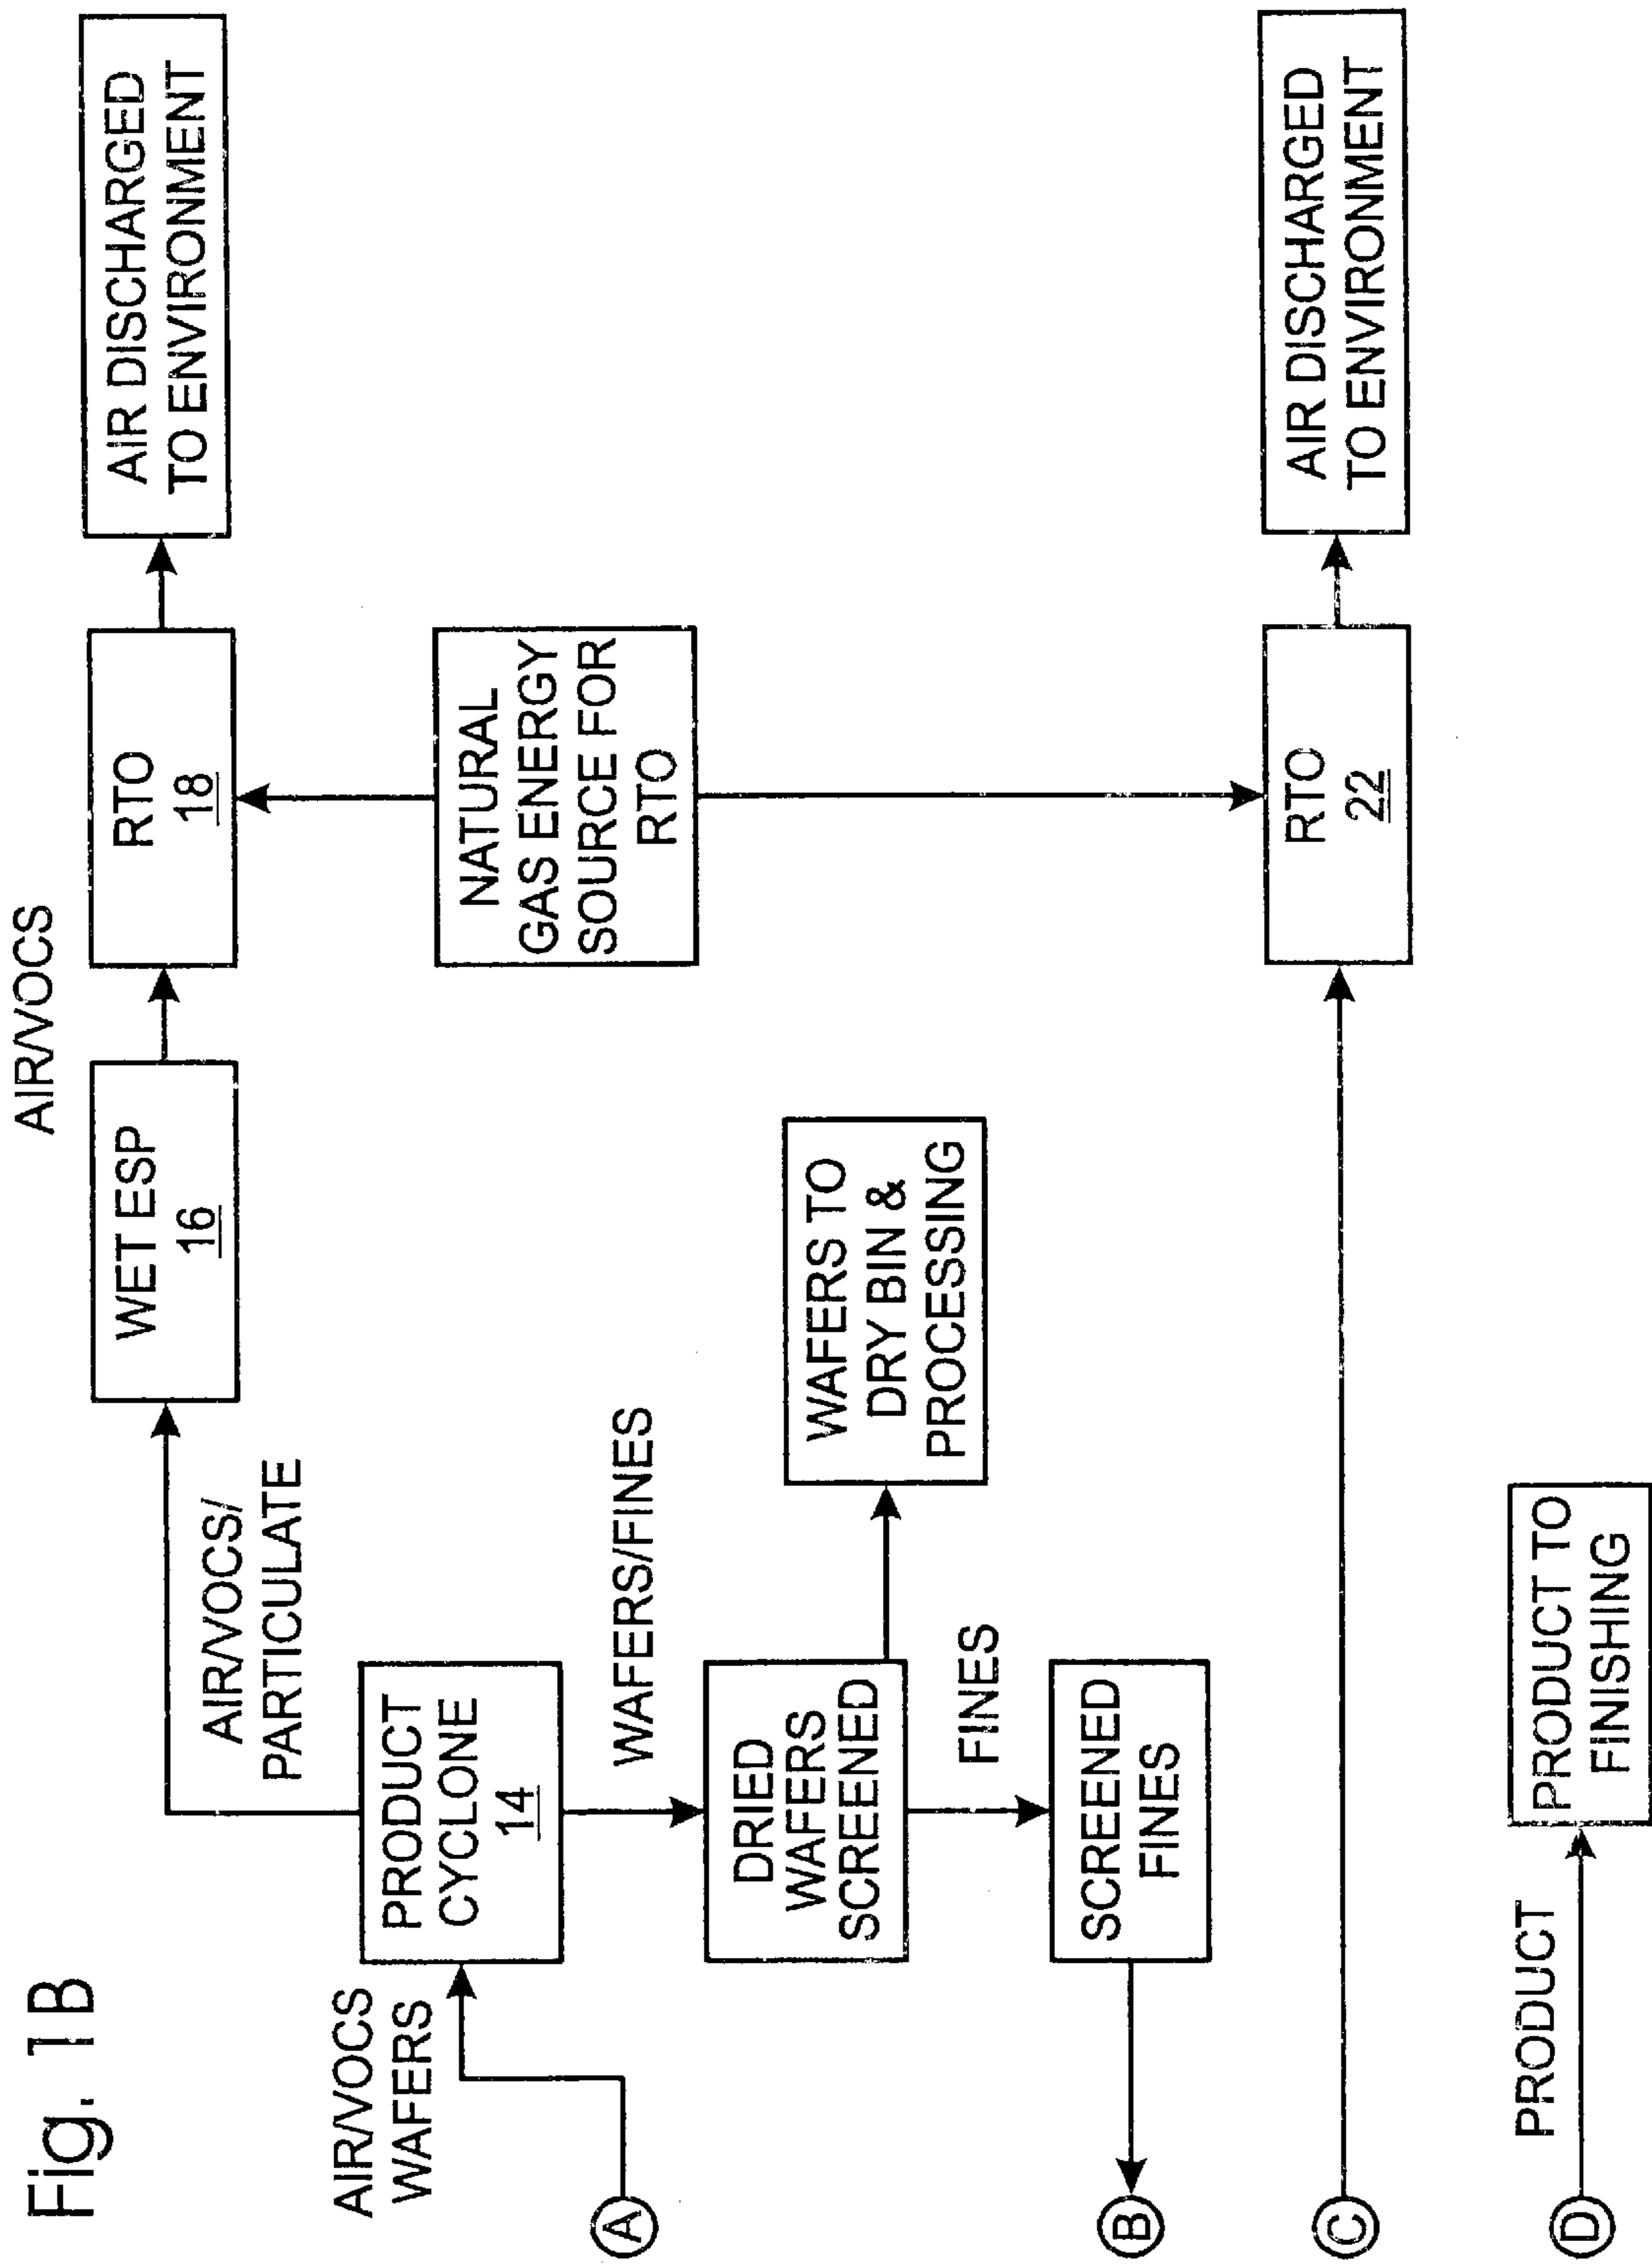 Fig. 1B
AIR/VOCS
WET ESP
16
RTO
18
AIR DISCHARGED
TO ENVIRONMENT
AIR/VOCS/
PARTICULATE
AIR/VOCS
WAFERS
PRODUCT
CYCLONE
14
NATURAL
GAS ENERGY
SOURCE FOR
RTO
WAFERS/FINES
A
DRIED
WAFERS
SCREENED
WAFERS TO
DRY BIN &
PROCESSING
FINES
B
SCREENED
FINES
C
RTO
22
AIR DISCHARGED
TO ENVIRONMENT
PRODUCT
D
PRODUCT TO
FINISHING